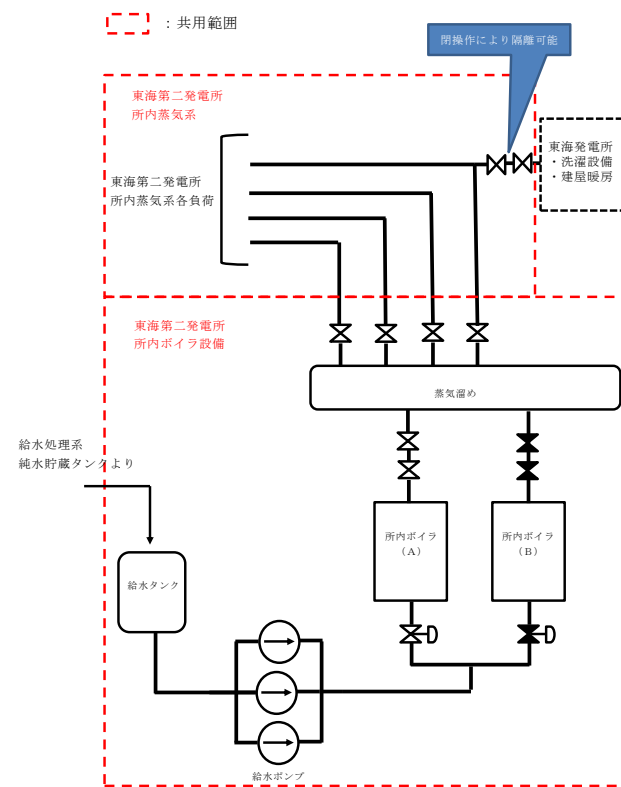 ：共用範囲
閉操作により隔離可能
東海第二発電所
所内蒸気系
東海発電所
・洗濯設備
・建屋暖房
東海第二発電所
所内蒸気系各負荷
東海第二発電所
所内ボイラ設備
蒸気溜め
給水処理系
純水貯蔵タンクより
所内ボイラ
（A）
所内ボイラ
（B）
給水タンク
給水ポンプ